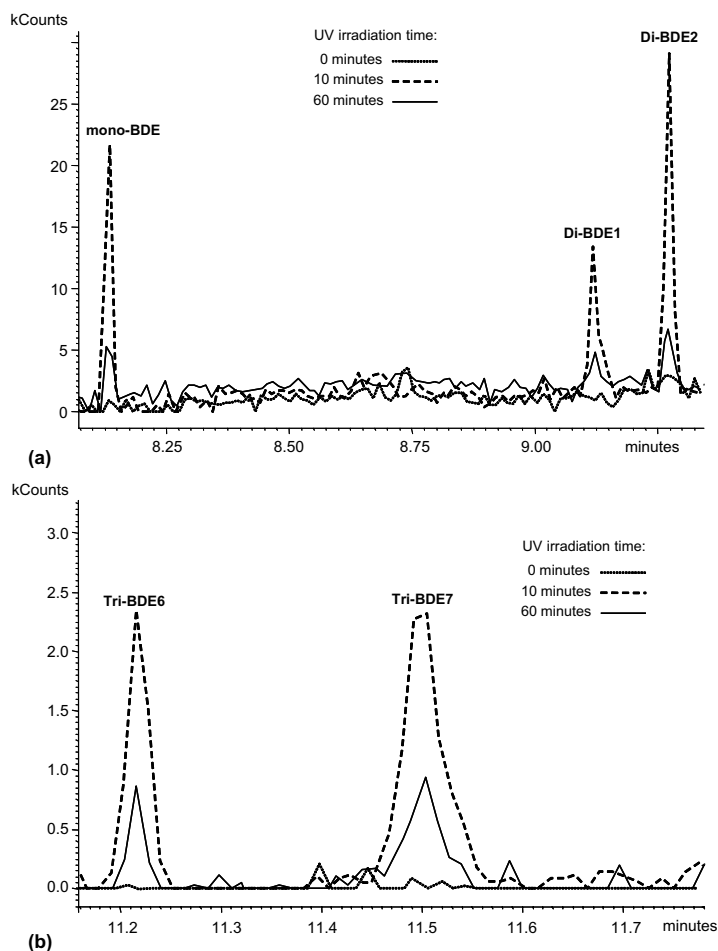 kCounts
UV irradiation time:
0 minutes
10 minutes
60 minutes
Di-BDE2
mono-BDE
Di-BDE1
25
20
15
10
5
0
8.25 8.50 8.75 9.00 minutes
(a)
kCounts
UV irradiation time:
0 minutes
10 minutes
60 minutes
Tri-BDE6 Tri-BDE7
3.0
2.5
2.0
1.5
1.0
0.5
0.0
11.2 11.3 11.4 11.5 11.6 11.7 minutes
(b)